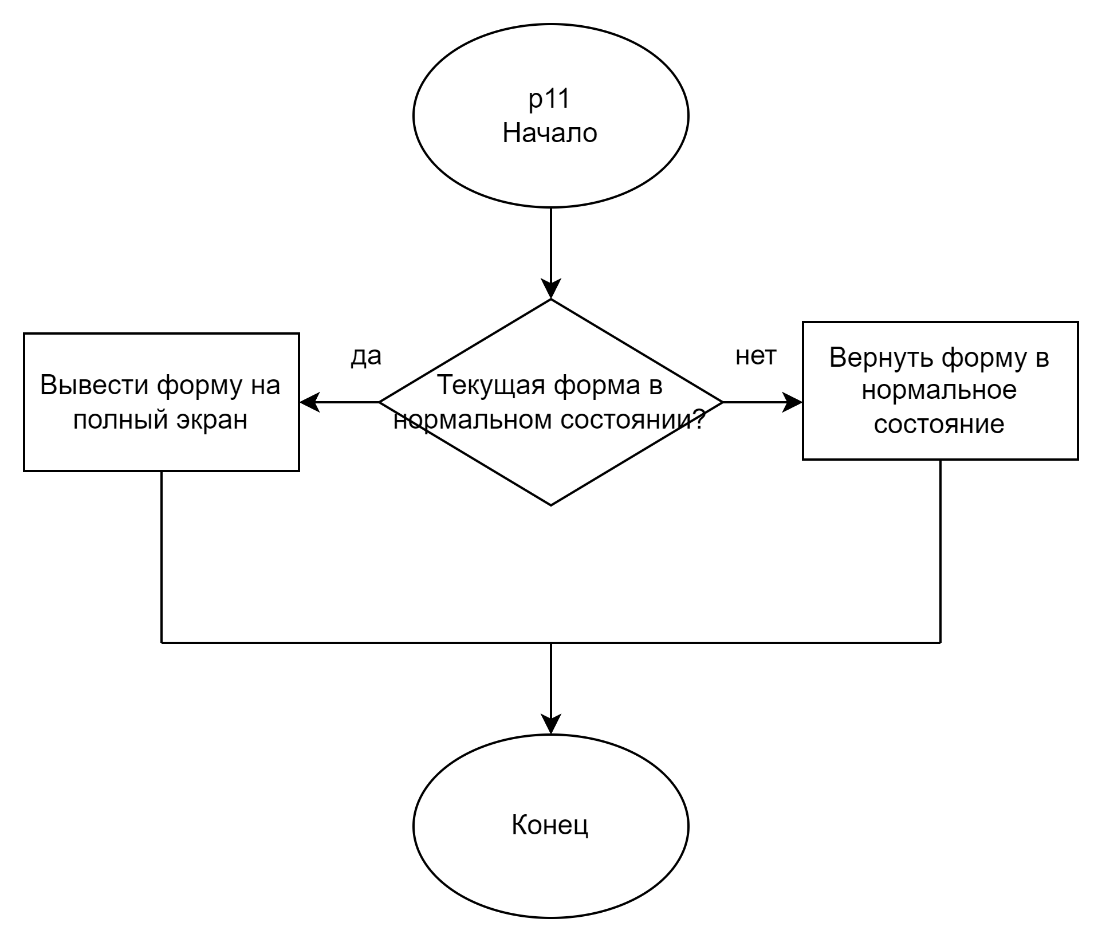 p11
Начало
да
нет
Вывести форму на
полный экран
Текущая форма в
нормальном состоянии?
Вернуть форму в
нормальное
состояние
Конец